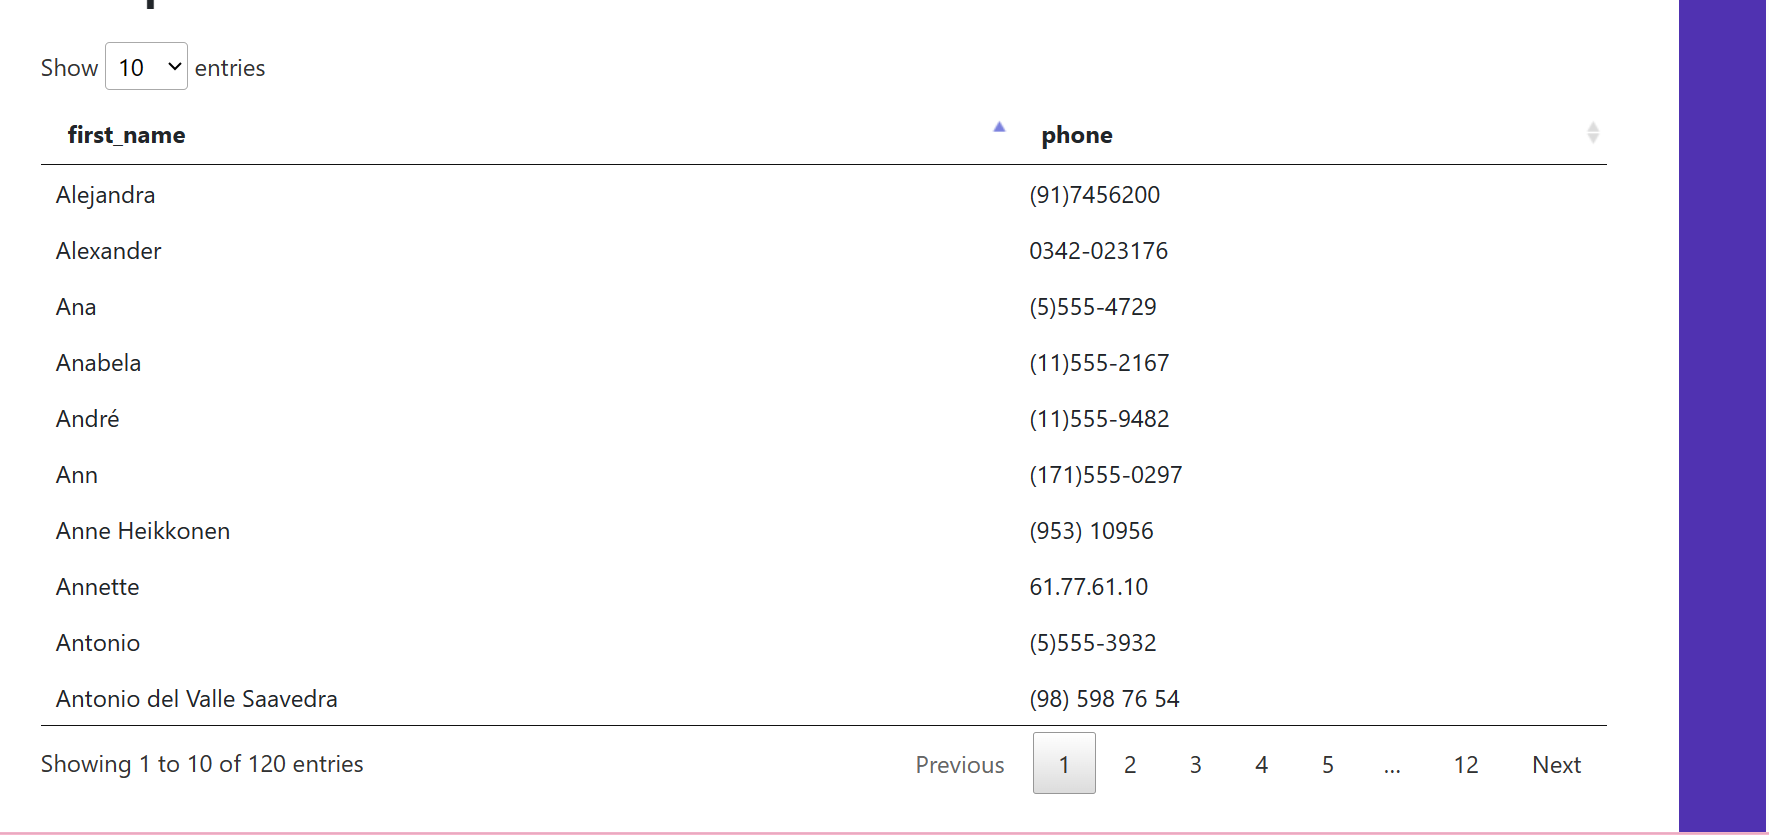 Show 10 entries
first_name phone
Alejandra (91)7456200
Alexander 0342-023176
Ana (5)555-4729
Anabela (11)555-2167
André (11)555-9482
Ann (171)555-0297
Anne Heikkonen (953) 10956
Annette 61.77.61.10
Antonio (5)555-3932
Antonio del Valle Saavedra (98) 598 76 54
Showing 1 to 10 of 120 entries Previous 1 2 3 4 5 … 12 Next